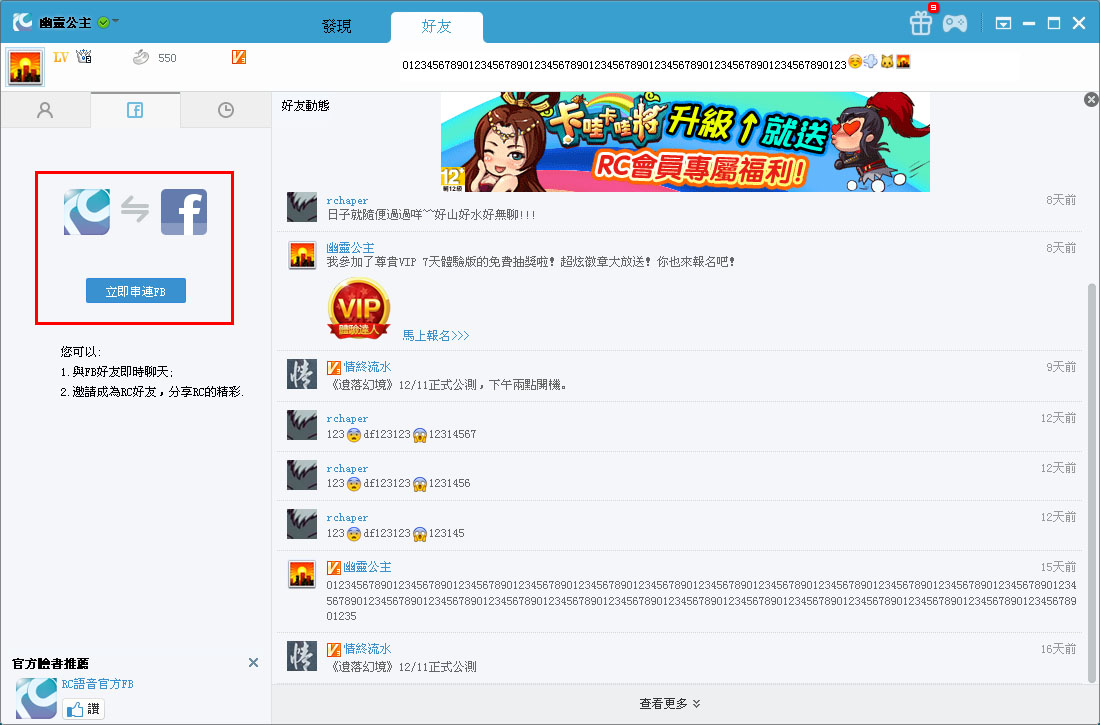 幽靈公主
發現
好友
9
LV
550
V
0123456789012345678901234567890123456789012345678901234567890123456789012345678901234567890123
好友動態
卡哇卡哇將 升級↑就送
RC會員專屬福利!
12+
輔12級
rchaper
8天前
日子就隨便過過咩~~好山好水好無聊!!!
幽靈公主
8天前
我參加了尊貴VIP 7天體驗版的免費抽獎啦! 超炫徽章大放送! 你也來報名吧!
VIP
體驗達人
馬上報名>>>
情終流水
9天前
《遺落幻境》12/11正式公測，下午兩點開機。
rchaper
12天前
123df12312312314567
rchaper
12天前
123df1231231231456
rchaper
12天前
123df123123123145
幽靈公主
15天前
01235
情終流水
16天前
《遺落幻境》12/11正式公測
查看更多
立即串連FB
您可以:
1. 與FB好友即時聊天;
2. 邀請成為RC好友，分享RC的精彩.
官方臉書推薦
RC語音官方FB
讚